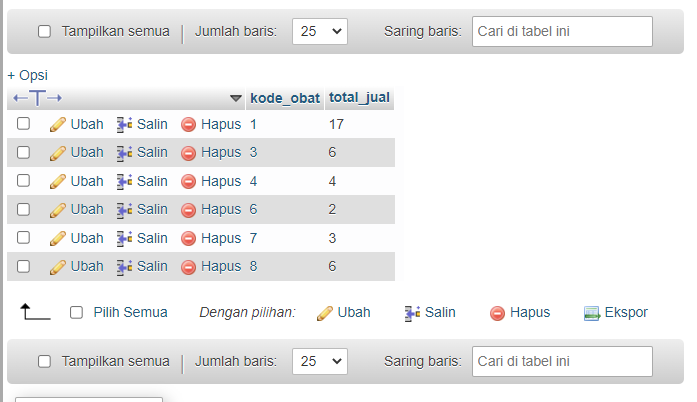 Tampilkan semua Jumlah baris: 25 Saring baris: Cari di tabel ini
+ Opsi
kode_obat total_jual
Ubah Salin Hapus 1 17
Ubah Salin Hapus 3 6
Ubah Salin Hapus 4 4
Ubah Salin Hapus 6 2
Ubah Salin Hapus 7 3
Ubah Salin Hapus 8 6
Pilih Semua Dengan pilihan: Ubah Salin Hapus Ekspor
Tampilkan semua Jumlah baris: 25 Saring baris: Cari di tabel ini